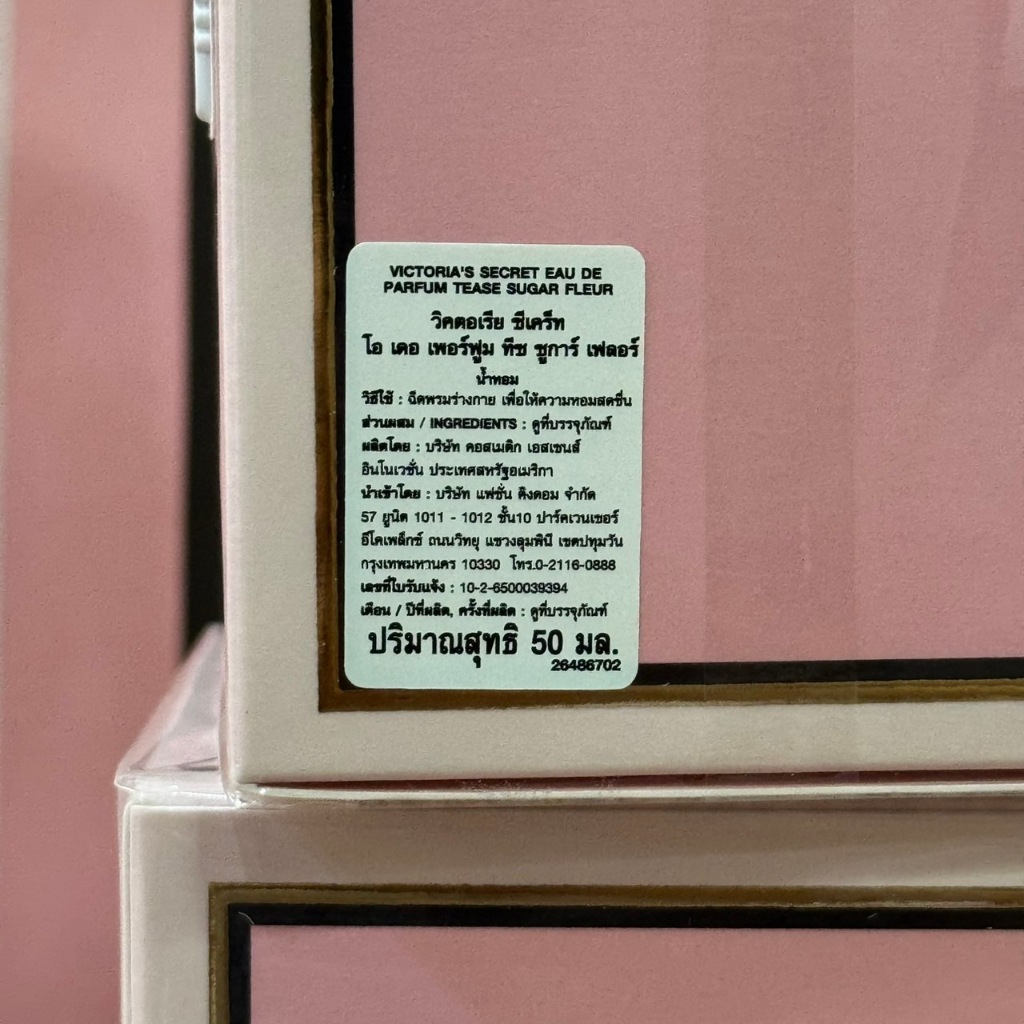 VICTORIA'S SECRET EAU DE
PARFUM TEASE SUGAR FLEUR
วิคตอเรีย ซีเคร็ท
โอ เดอ เพอร์ฟูม ทีซ ชูการ์ เฟลอร์
น้ำหอม
วิธีใช้ : ฉีดพรมร่างกาย เพื่อให้ความหอมสดชื่น
ส่วนผสม / INGREDIENTS : ดูที่บรรจุภัณฑ์
ผลิตโดย : บริษัท คอสเมติก เอสเซนส์
อินโนเวชั่น ประเทศสหรัฐอเมริกา
นำเข้าโดย : บริษัท แฟชั่น คิงดอม จำกัด
57 ยูนิต 1011 - 1012 ชั้น10 ปาร์คเวนเชอร์
อีโคเพล็กซ์ ถนนวิทยุ แขวงลุมพินี เขตปทุมวัน
กรุงเทพมหานคร 10330 โทร.0-2116-0888
เลขที่ใบรับแจ้ง : 10-2-6500039394
เดือน / ปีที่ผลิต, ครั้งที่ผลิต : ดูที่บรรจุภัณฑ์
ปริมาณสุทธิ 50 มล.
26486702